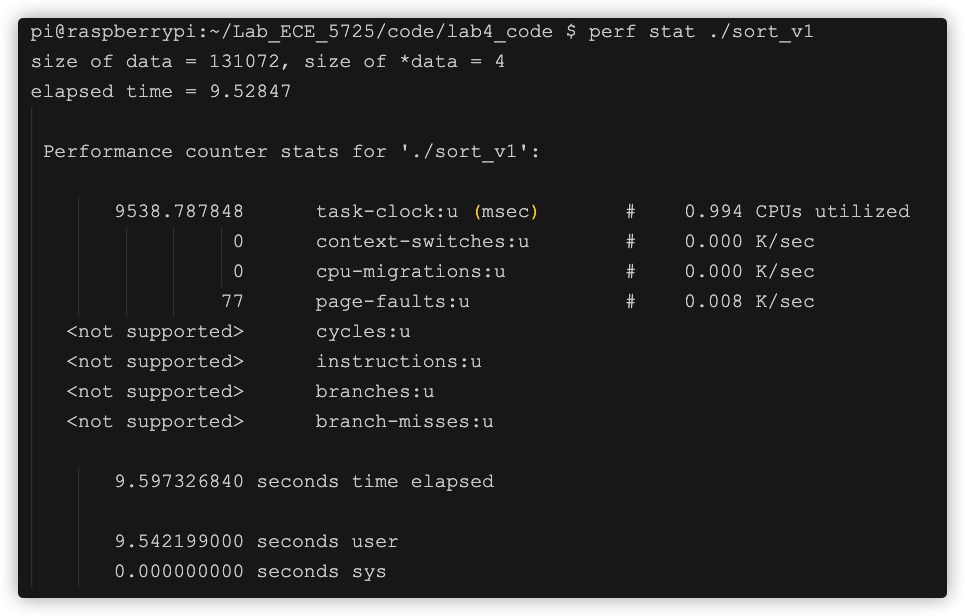 pi@raspberrypi:~/Lab_ECE_5725/code/lab4_code $ perf stat ./sort_v1
size of data = 131072, size of *data = 4
elapsed time = 9.52847
Performance counter stats for './sort_v1':
9538.787848 task-clock:u (msec) # 0.994 CPUs utilized
0 context-switches:u # 0.000 K/sec
0 cpu-migrations:u # 0.000 K/sec
77 page-faults:u # 0.008 K/sec
<not supported> cycles:u
<not supported> instructions:u
<not supported> branches:u
<not supported> branch-misses:u
9.597326840 seconds time elapsed
9.542199000 seconds user
0.000000000 seconds sys